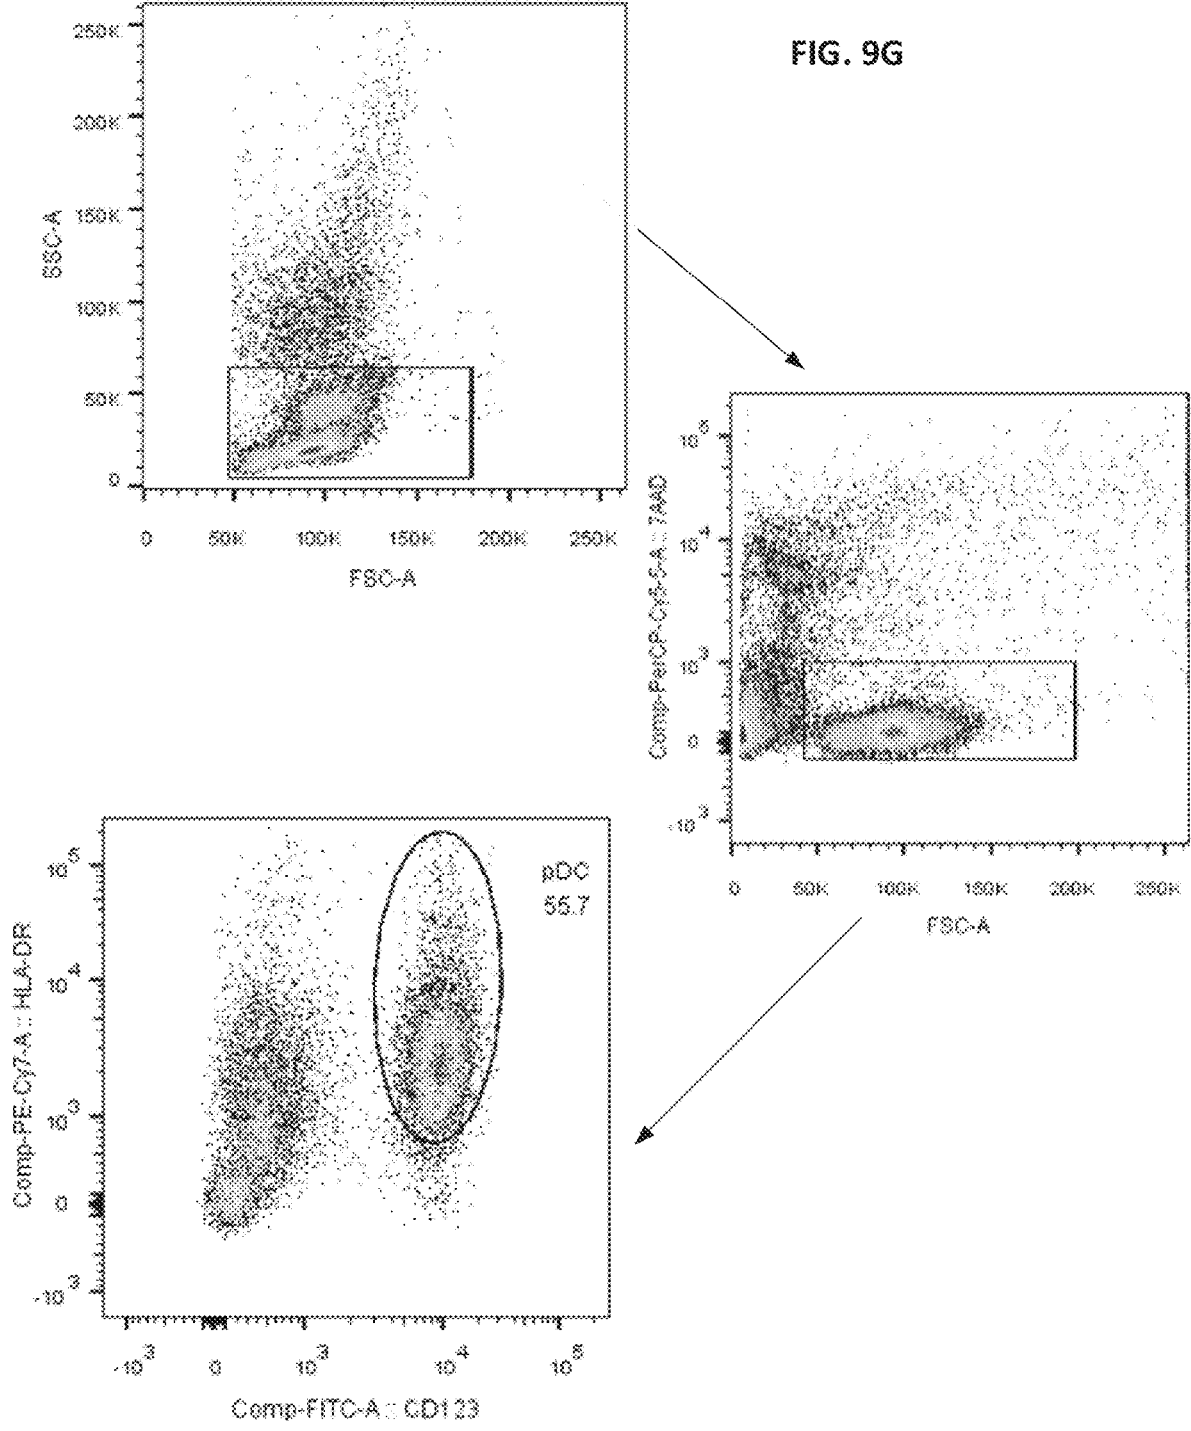 FIG. 9G
250K
200K
150K
100K
50K
0
SSC-A
0 50K 100K 150K 200K 250K
FSC-A
10^5
10^4
10^3
0
-10^3
Comp-PerCP-Cy5-5-A :: 7AAD
0 50K 100K 150K 200K 250K
FSC-A
pDC
55.7
10^5
10^4
10^3
0
-10^3
Comp-PE-Cy7-A :: HLA-DR
-10^3 0 10^3 10^4 10^5
Comp-FITC-A :: CD123